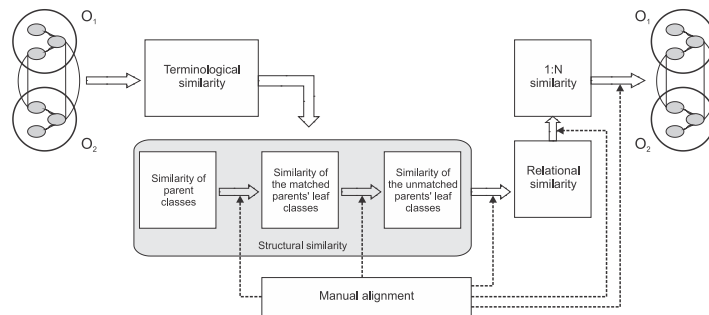 O1
O2
Terminological
similarity
Similarity of
parent
classes
Similarity of
the matched
parents' leaf
classes
Similarity of
the unmatched
parents' leaf
classes
Structural similarity
Manual alignment
Relational
similarity
1:N
similarity
O1
O2